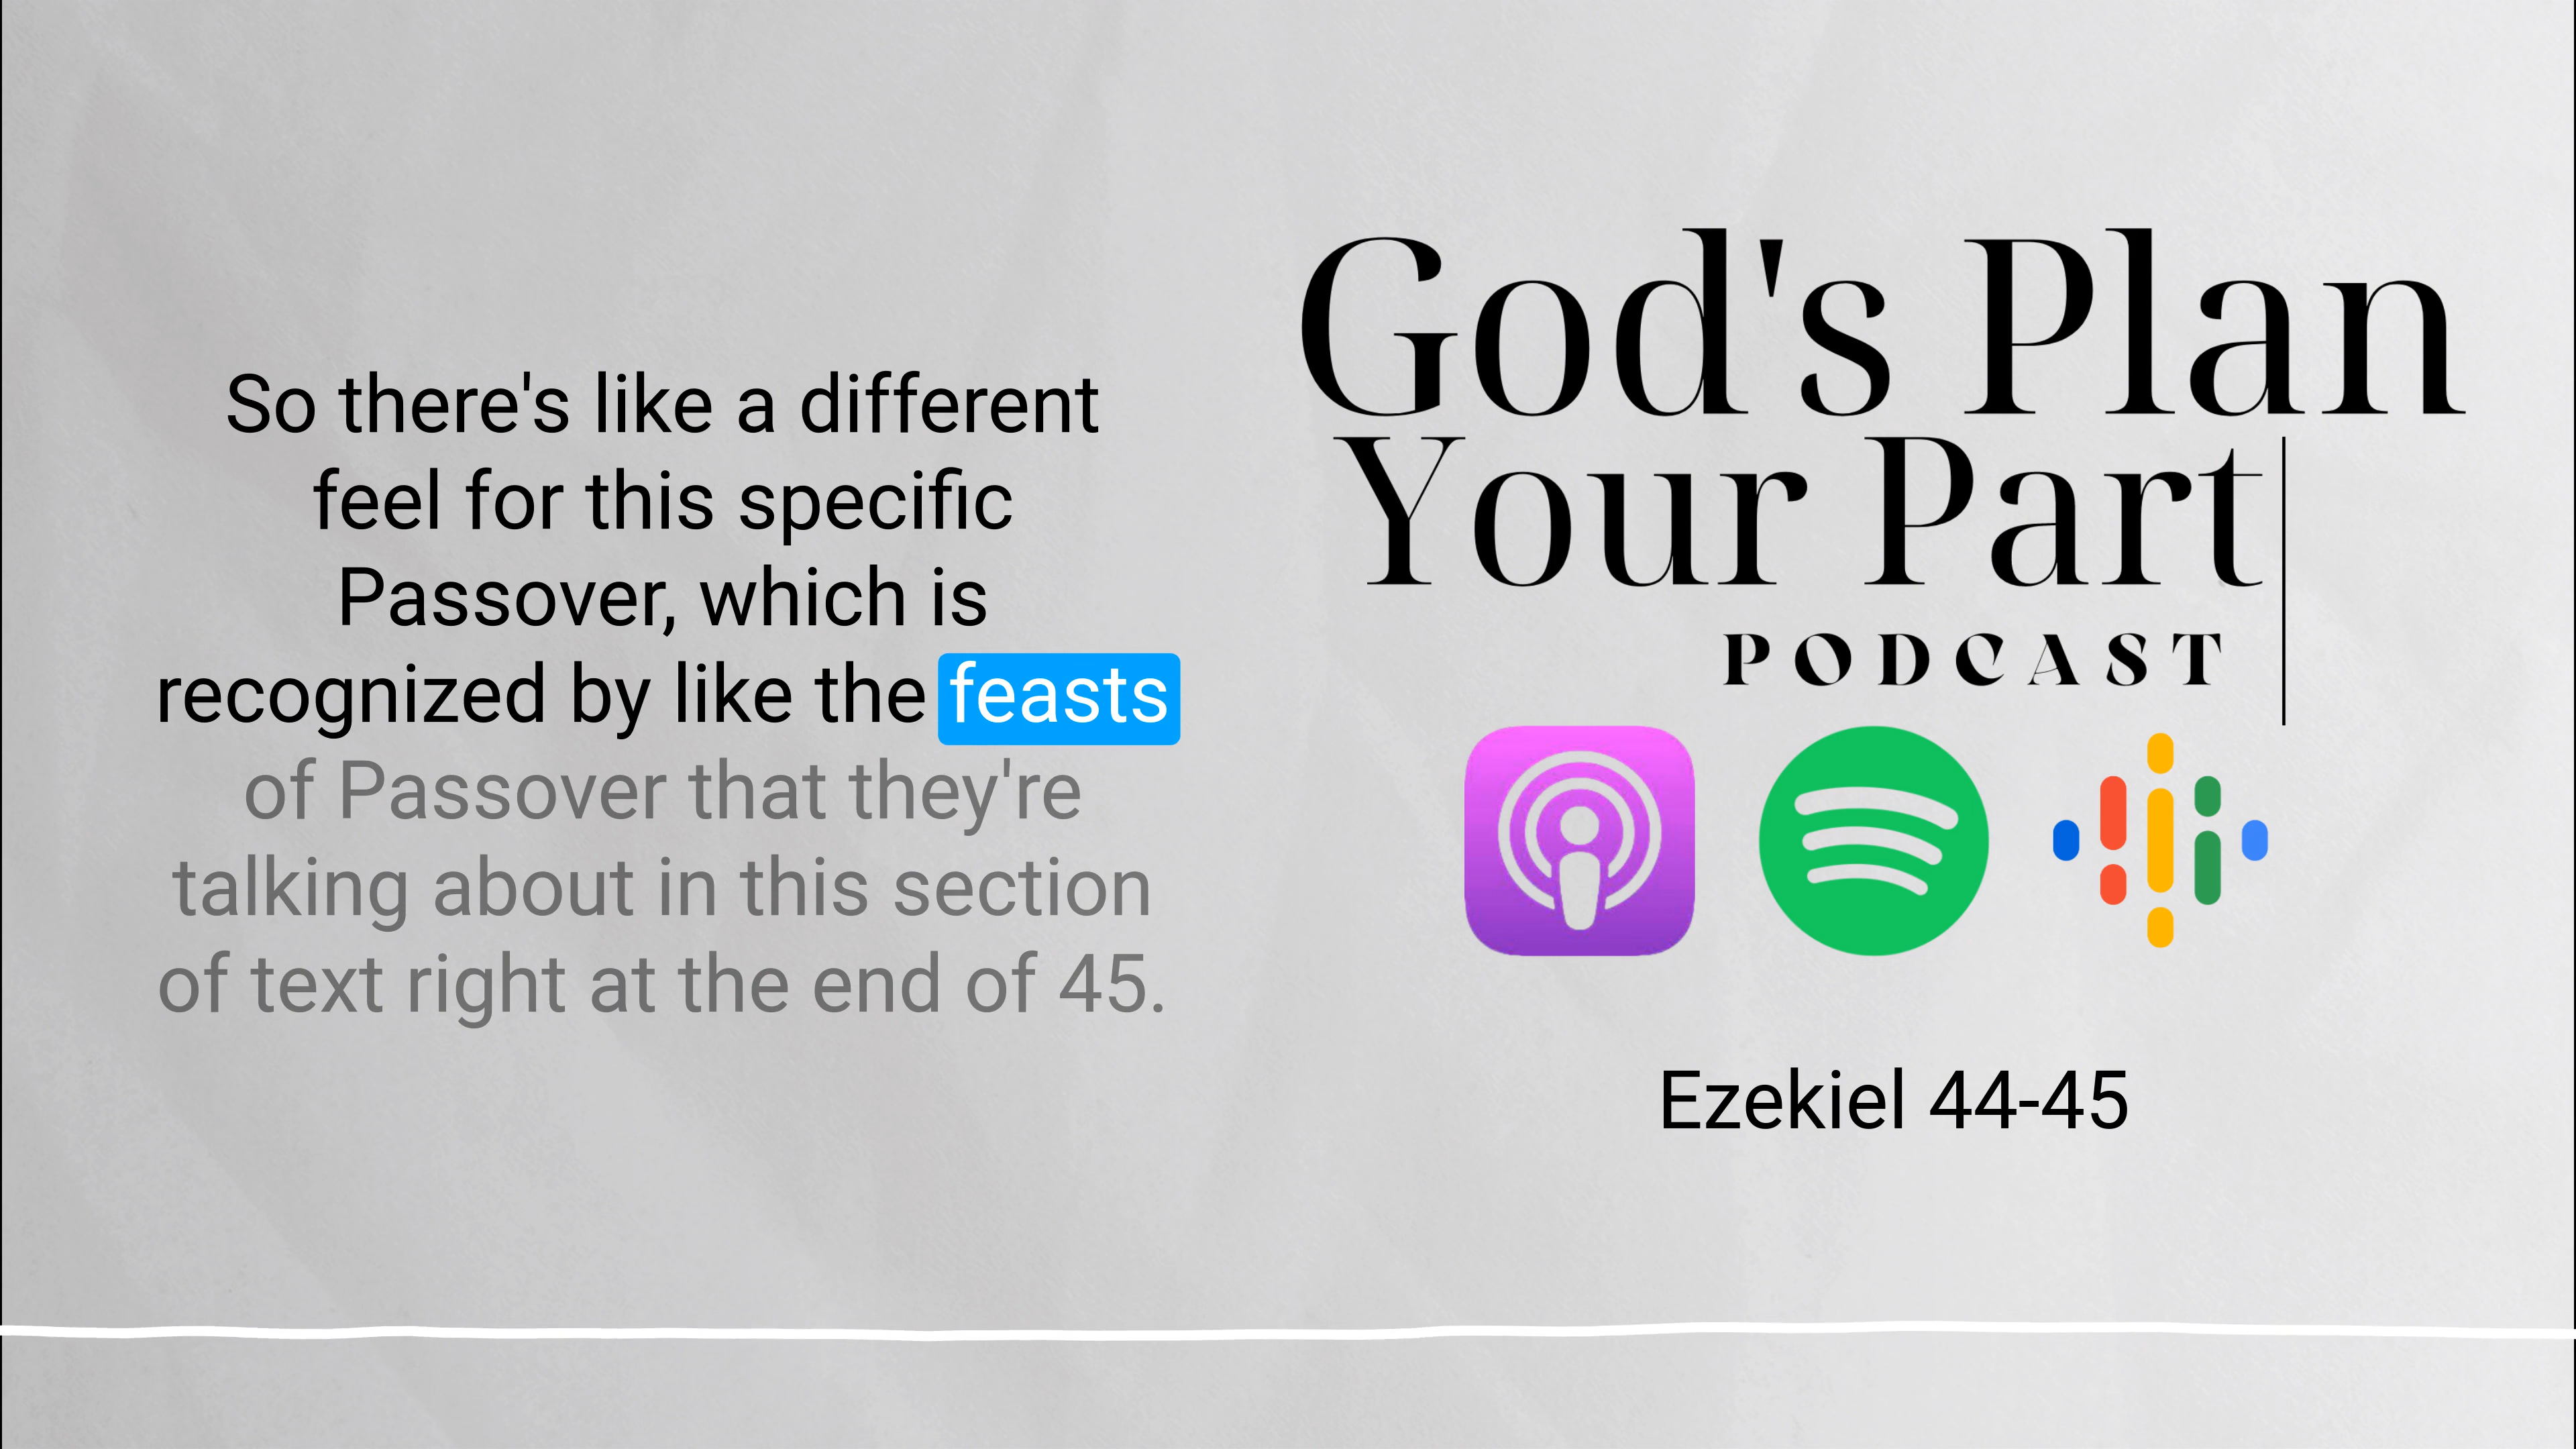 So there's like a different
feel for this specific
Passover, which is
recognized by like the feasts
of Passover that they're
talking about in this section
of text right at the end of 45.
God's Plan
Your Part
PODCAST
Ezekiel 44-45